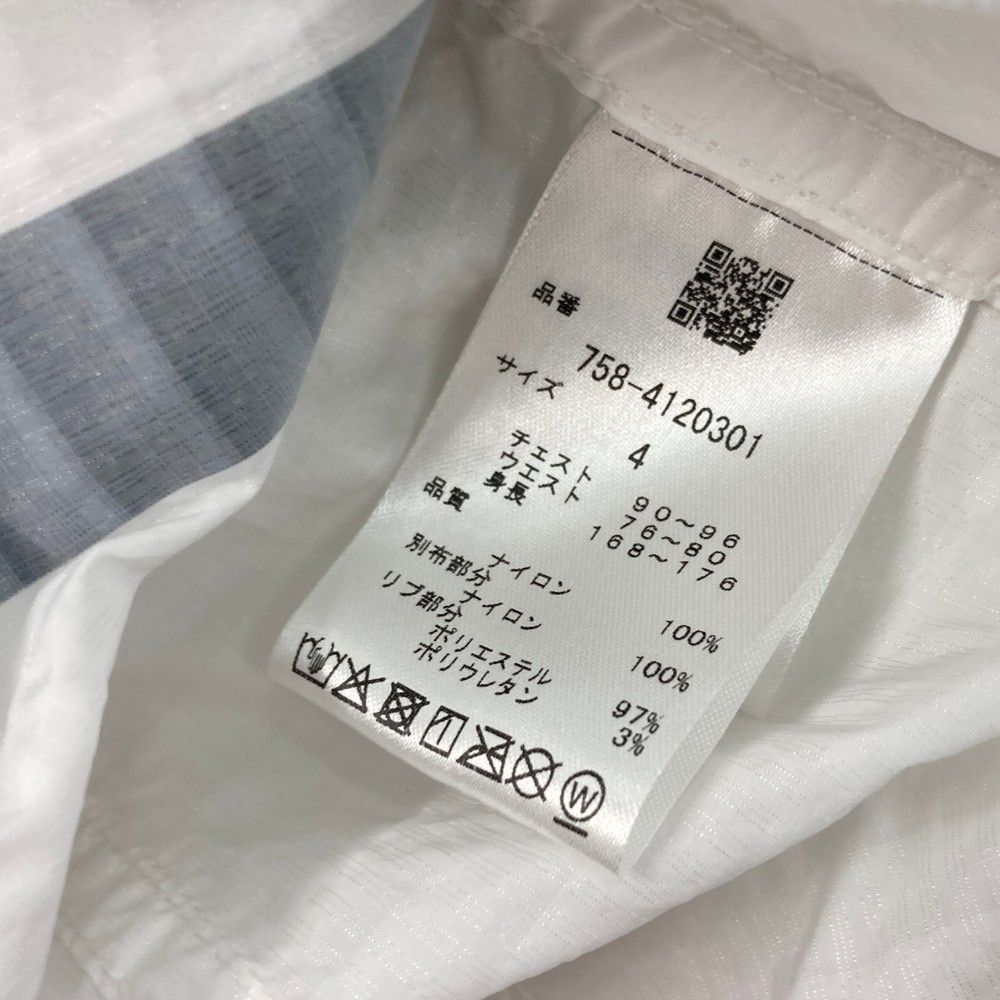 品番
758-4120301
サイズ
4
チェスト 90～96
ウエスト 76～80
身長 168～176
品質
ナイロン 100%
別布部分
ナイロン 100%
リブ部分
ポリエステル 97%
ポリウレタン 3%
W